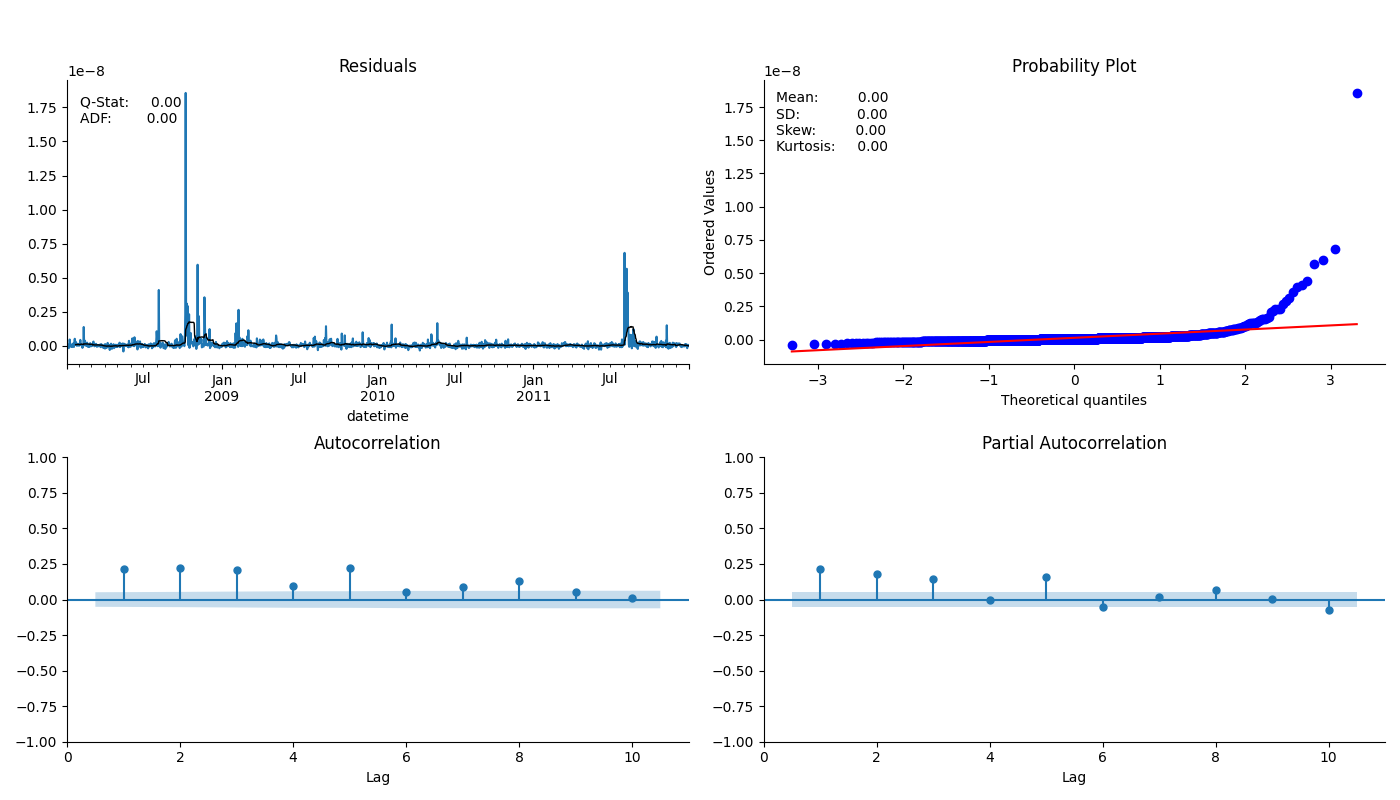 Residuals
1e−8
Q-Stat: 0.00
ADF: 0.00
1.75
1.50
1.25
1.00
0.75
0.50
0.25
0.00
Jul Jan Jul Jan Jul Jan Jul
2009 2010 2011
datetime
Probability Plot
1e−8
Mean: 0.00
SD: 0.00
Skew: 0.00
Kurtosis: 0.00
Ordered Values
1.75
1.50
1.25
1.00
0.75
0.50
0.25
0.00
−3 −2 −1 0 1 2 3
Theoretical quantiles
Autocorrelation
1.00
0.75
0.50
0.25
0.00
−0.25
−0.50
−0.75
−1.00
0 2 4 6 8 10
Lag
Partial Autocorrelation
1.00
0.75
0.50
0.25
0.00
−0.25
−0.50
−0.75
−1.00
0 2 4 6 8 10
Lag